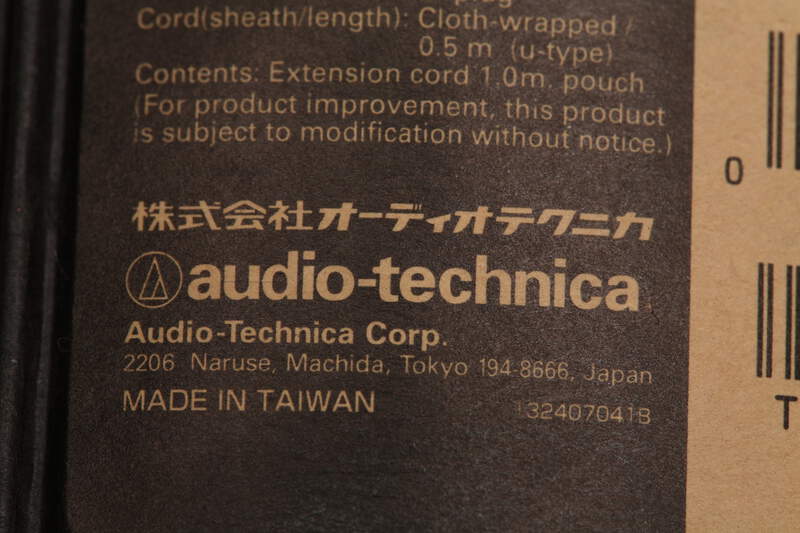 plug
Cord(sheath/length): Cloth-wrapped /
0.5 m (u-type)
Contents: Extension cord 1.0m, pouch
(For product improvement, this product
is subject to modification without notice.)
株式会社オーディオテクニカ
audio-technica
Audio-Technica Corp.
2206 Naruse, Machida, Tokyo 194-8666, Japan
MADE IN TAIWAN
132407041B
0
T